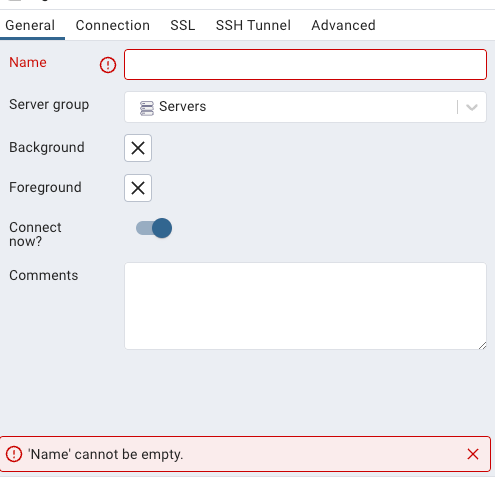 General Connection SSL SSH Tunnel Advanced
Name
Server group Servers
Background
Foreground
Connect
now?
Comments
'Name' cannot be empty.